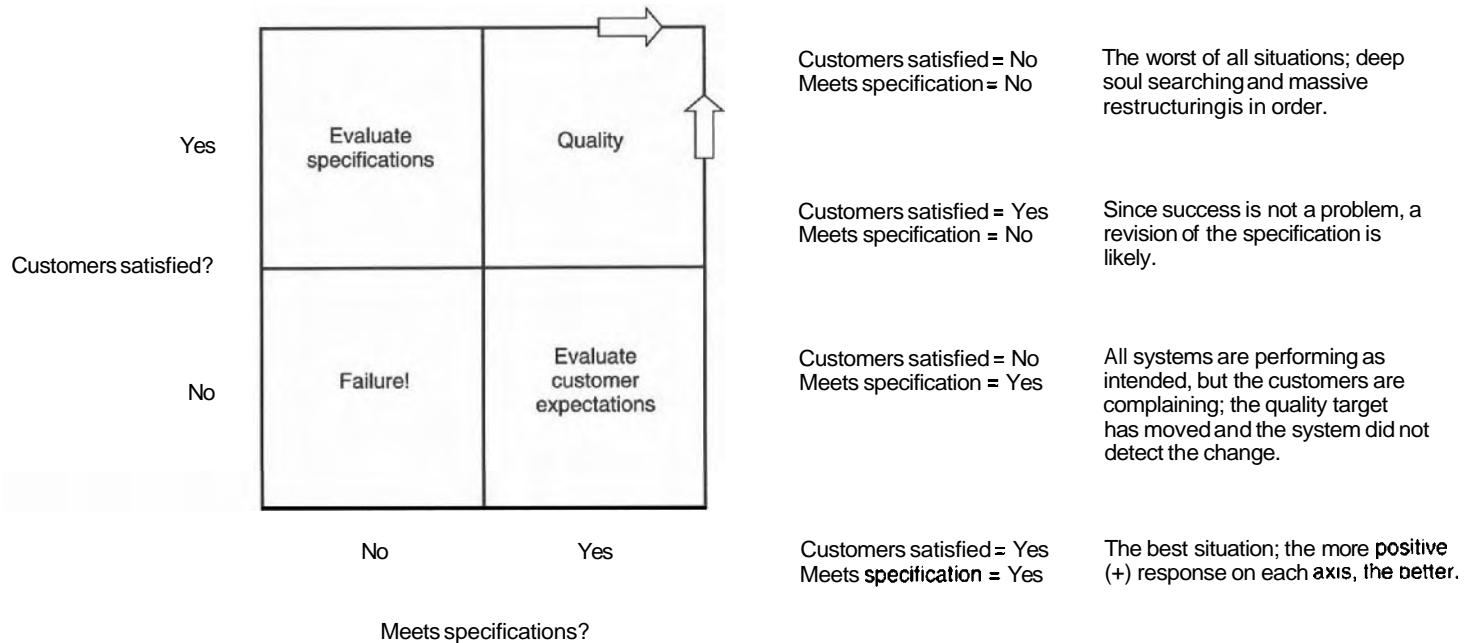 Yes
Evaluate
specifications
Quality
Customers satisfied?
No
Failure!
Evaluate
customer
expectations
No
Yes
Meets specifications?
Customers satisfied = No
Meets specification = No
The worst of all situations; deep
soul searching and massive
restructuring is in order.
Customers satisfied = Yes
Meets specification = No
Since success is not a problem, a
revision of the specification is
likely.
Customers satisfied = No
Meets specification = Yes
All systems are performing as
intended, but the customers are
complaining; the quality target
has moved and the system did not
detect the change.
Customers satisfied = Yes
Meets specification = Yes
The best situation; the more positive
(+) response on each axis, the better.